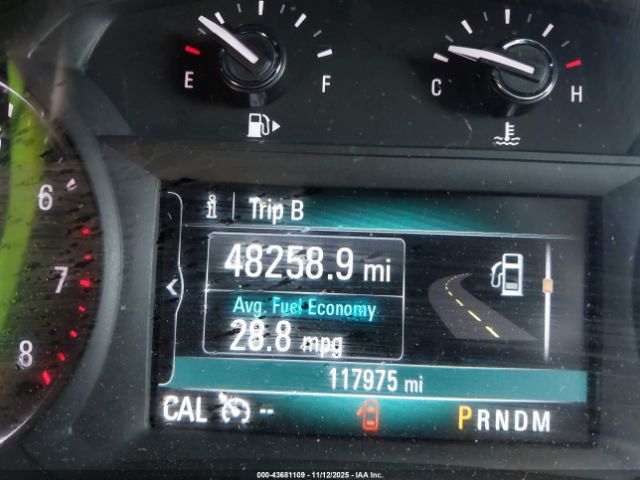 E F
C H
6
7
8
i Trip B
48258.9 mi
Avg. Fuel Economy
28.8 mpg
117975 mi
CAL -- PRNDM
000-43681109 - 11/12/2025 - IAA Inc.